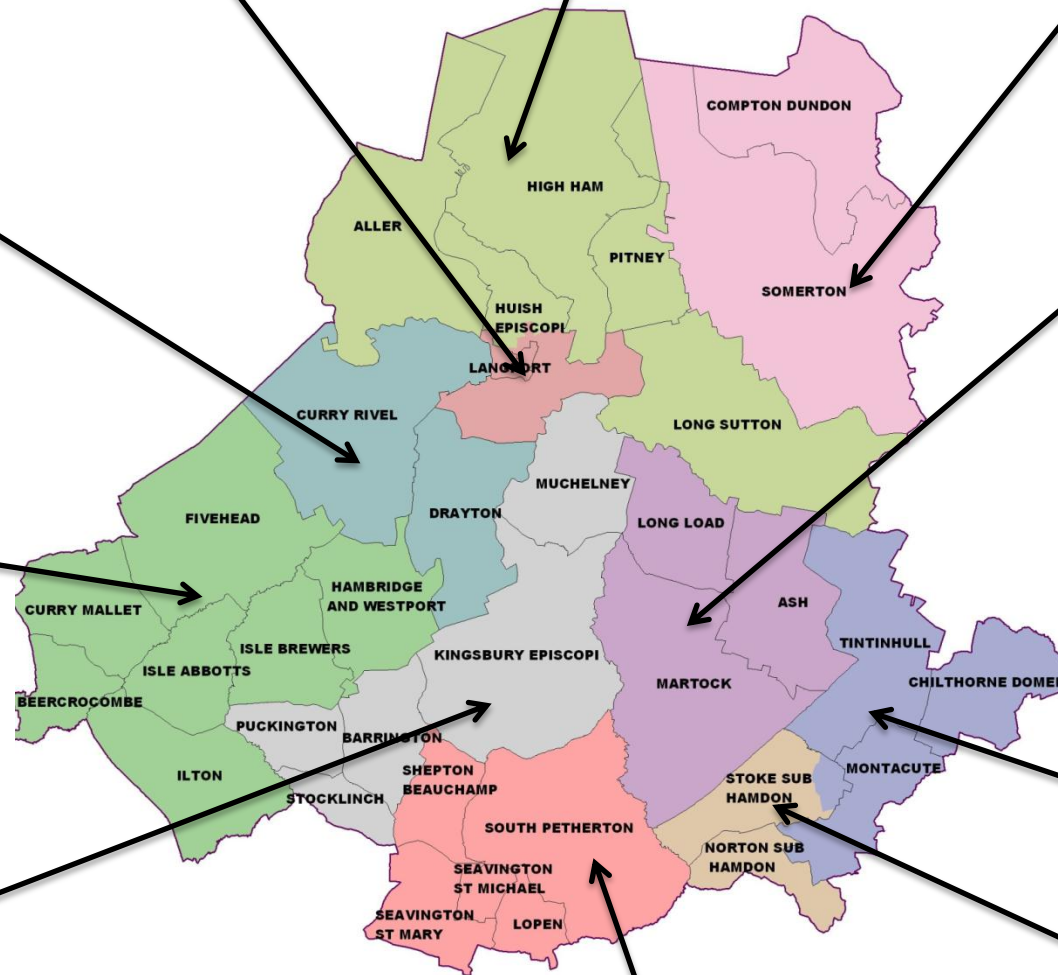 COMPTON DUNDON
HIGH HAM
ALLER
PITNEY
SOMERTON
HUISH
EPISCOPI
LANGPORT
CURRY RIVEL
LONG SUTTON
MUCHELNEY
DRAYTON
FIVEHEAD
LONG LOAD
HAMBRIDGE
AND WESTPORT
ASH
CURRY MALLET
TINTINHULL
ISLE BREWERS
KINGSBURY EPISCOPI
ISLE ABBOTTS
MARTOCK
CHILTHORNE DOME
BEERCROCOMBE
PUCKINGTON
BARRINGTON
ILTON
SHEPTON
BEAUCHAMP
MONTACUTE
STOKE SUB
HAMDON
STOCKLINCH
SOUTH PETHERTON
NORTON SUB
HAMDON
SEAVINGTON
ST MICHAEL
SEAVINGTON
ST MARY
LOPEN